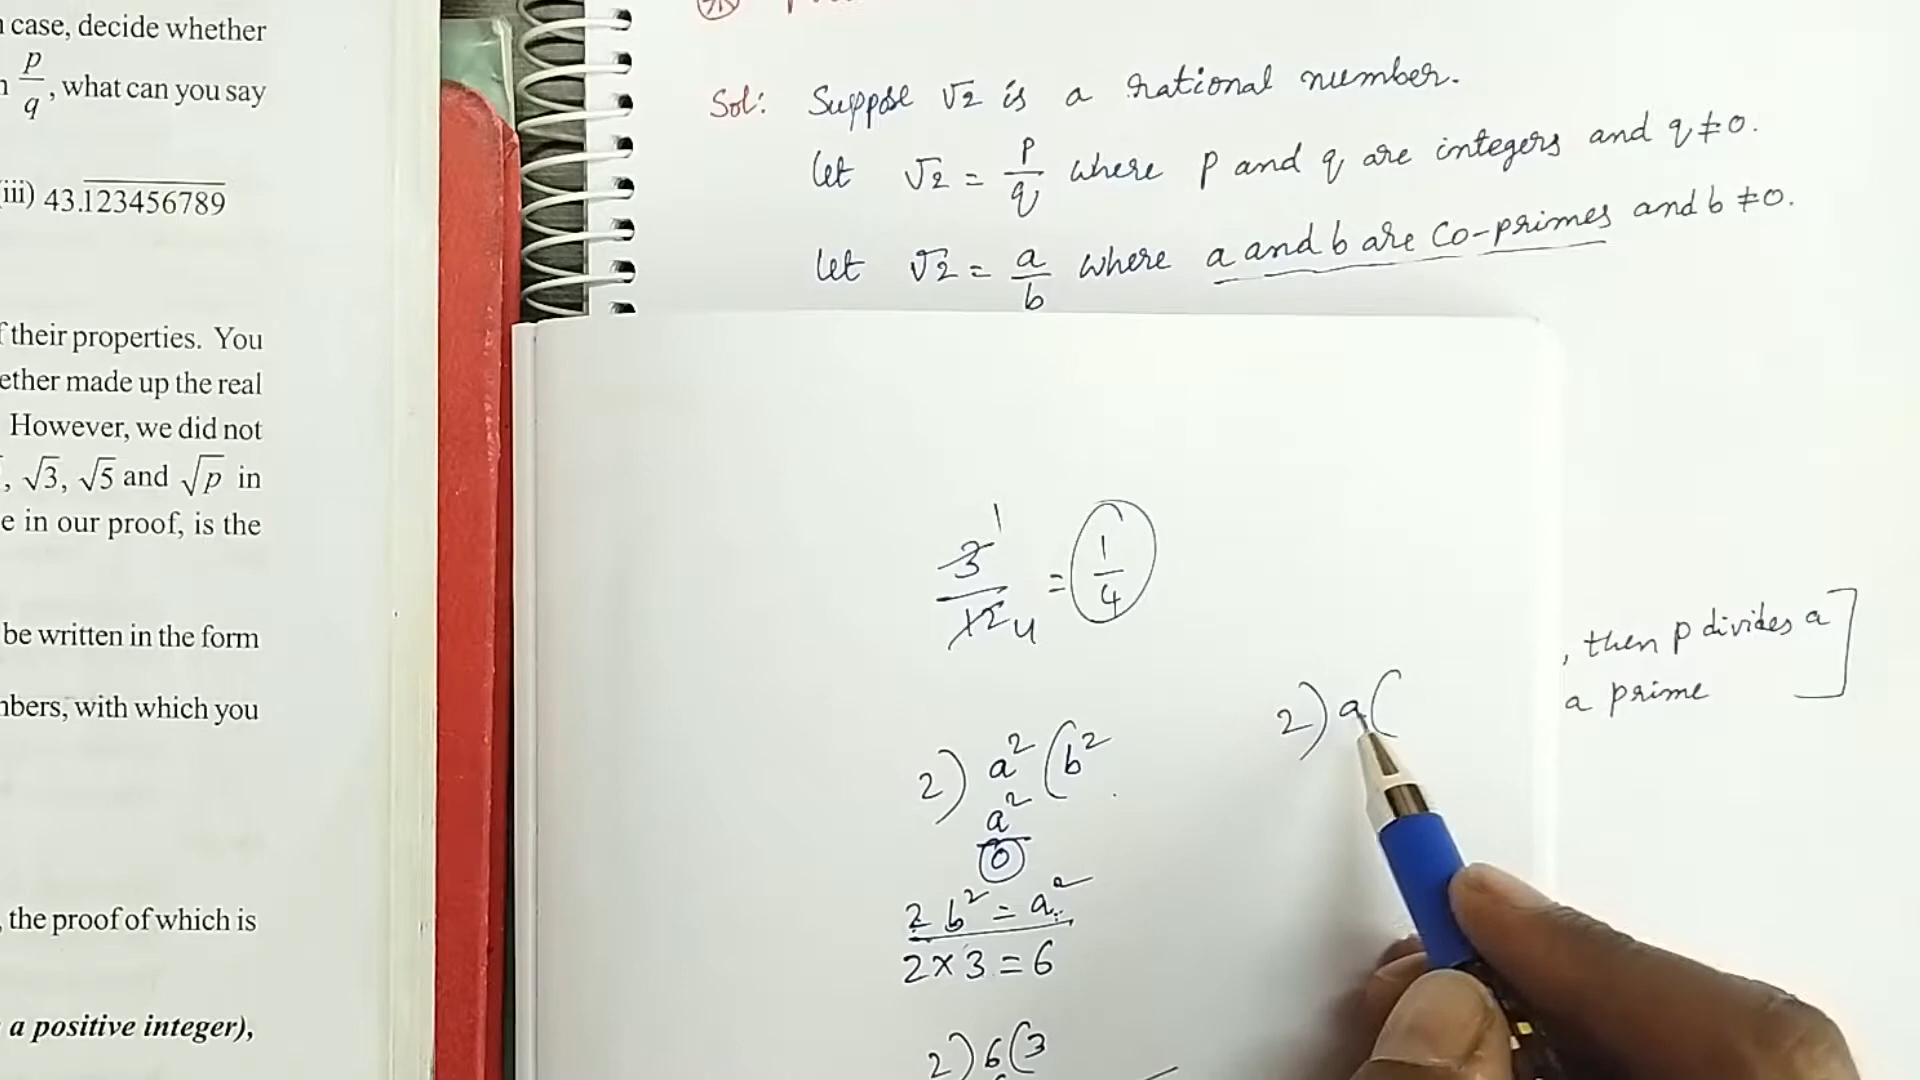 case, decide whether
p
q
, what can you say
(iii) 43.123456789
their properties. You
ether made up the real
However, we did not
, √3, √5 and √p in
e in our proof, is the
be written in the form
nbers, with which you
, the proof of which is
a positive integer),
Sol: Suppose √2 is a rational number.
Let √2 = p/q where p and q are integers and q≠0.
Let √2 = a/b where a and b are Co-primes and b≠0.
3 1
12 4
= 1/4
, then p divides a
a prime
2) a (
2) a² (b²
a²
0
2b² = a²
2×3=6
2) 6 (3